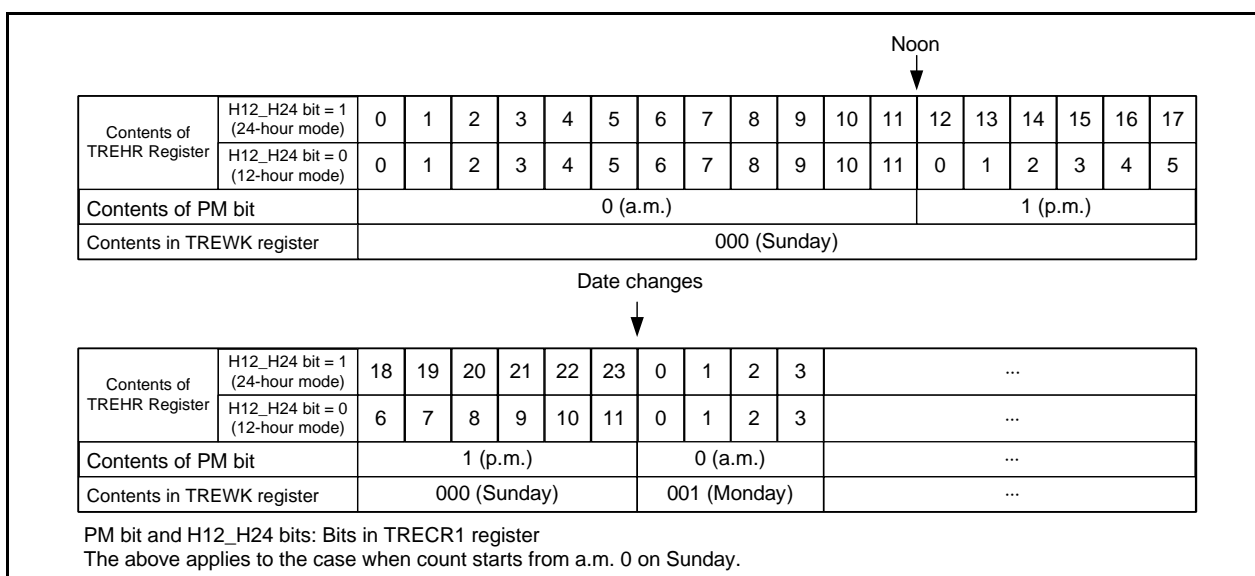 Noon
Contents of TREHR Register
H12_H24 bit = 1 (24-hour mode) 0 1 2 3 4 5 6 7 8 9 10 11 12 13 14 15 16 17
H12_H24 bit = 0 (12-hour mode) 0 1 2 3 4 5 6 7 8 9 10 11 0 1 2 3 4 5
Contents of PM bit 0 (a.m.) 1 (p.m.)
Contents in TREWK register 000 (Sunday)
Date changes
Contents of TREHR Register
H12_H24 bit = 1 (24-hour mode) 18 19 20 21 22 23 0 1 2 3 ...
H12_H24 bit = 0 (12-hour mode) 6 7 8 9 10 11 0 1 2 3 ...
Contents of PM bit 1 (p.m.) 0 (a.m.) ...
Contents in TREWK register 000 (Sunday) 001 (Monday) ...
PM bit and H12_H24 bits: Bits in TRECR1 register
The above applies to the case when count starts from a.m. 0 on Sunday.